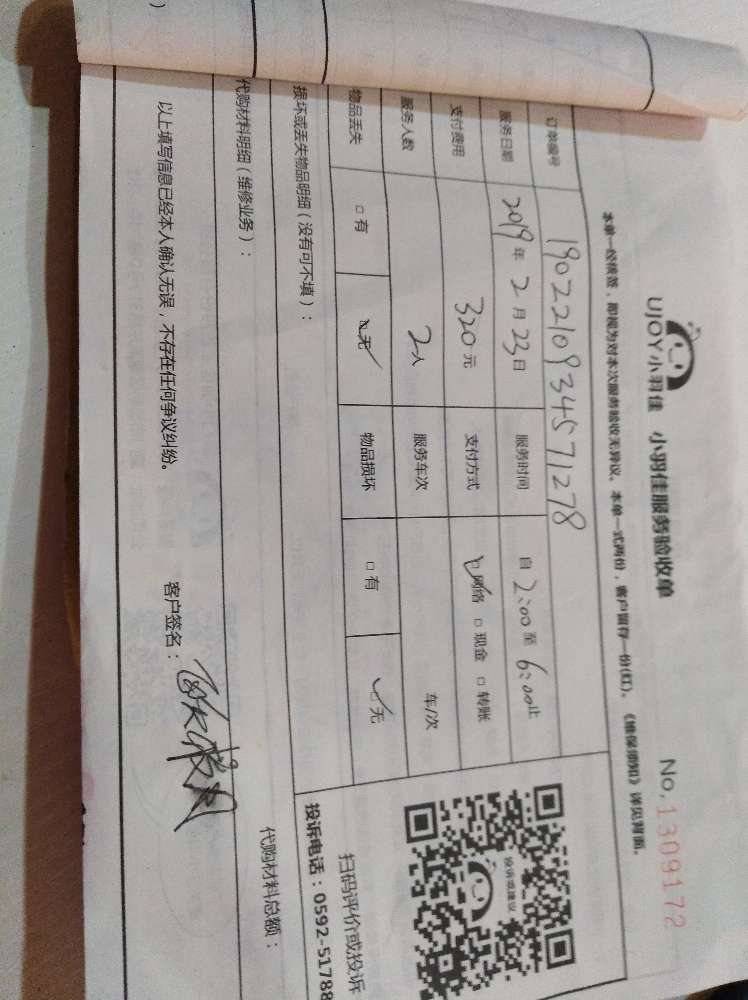 UJOY小羽佳 小羽佳服务验收单 No.1309172
本单一经核签，即视为对本次服务验收无异议。本单一式两份，客户留存一份(红)。《维保须知》详见背面。
订单编号 1902210934571278
服务日期 2019年2月23日 服务时间 自2:00至6:00止
支付费用 320元 支付方式 ☑网络 □现金 □转账
服务人数 2人 服务车次 车/次
物品丢失 □有 ☑无 物品损坏 □有 ☑无
投诉或建议
扫码评价或投诉
投诉电话：0592-51788
损坏或丢失物品明细（没有可不填）：
代购材料明细（维修业务）： 代购材料总额：
以上填写信息已经本人确认无误，不存在任何争议纠纷。 客户签名：